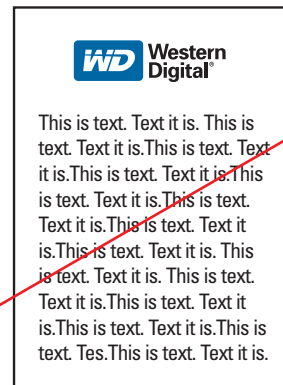 WD Western
Digital®
This is text. Text it is. This is
text. Text it is.This is text. Text
it is.This is text. Text it is.This
is text. Text it is.This is text.
Text it is.This is text. Text it
is.This is text. Text it is. This
is text. Text it is. This is text.
Text it is.This is text. Text it
is.This is text. Text it is.This is
text. Tes.This is text. Text it is.